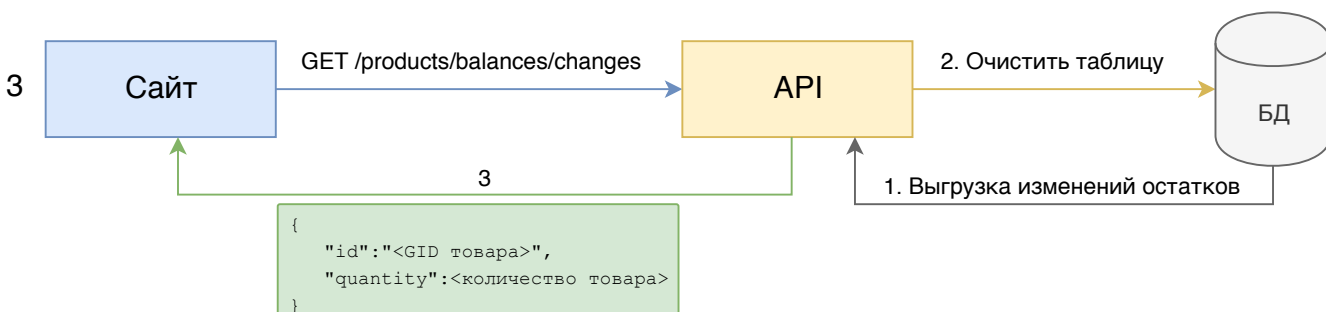 GET /products/balances/changes
2. Очистить таблицу
3
Сайт
API
БД
3
1. Выгрузка изменений остатков
{
"id":"<GID товара>",
"quantity":<количество товара>
}